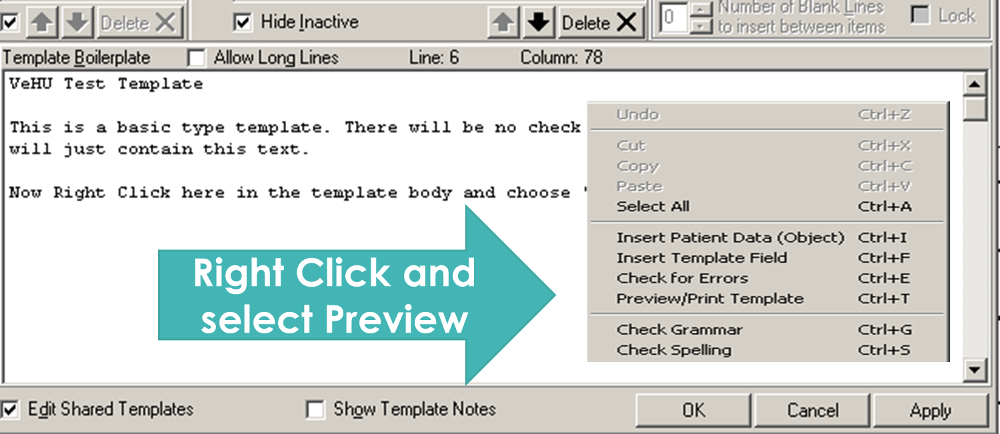 Delete
Hide Inactive
Delete
0
Number of Blank Lines
to insert between items
Lock
Template Boilerplate
Allow Long Lines
Line: 6
Column: 78
VeHU Test Template
This is a basic type template. There will be no check
will just contain this text.
Now Right Click here in the template body and choose '
Right Click and
select Preview
Undo Ctrl+Z
Cut Ctrl+X
Copy Ctrl+C
Paste Ctrl+V
Select All Ctrl+A
Insert Patient Data (Object) Ctrl+I
Insert Template Field Ctrl+F
Check for Errors Ctrl+E
Preview/Print Template Ctrl+T
Check Grammar Ctrl+G
Check Spelling Ctrl+S
Edit Shared Templates
Show Template Notes
OK
Cancel
Apply